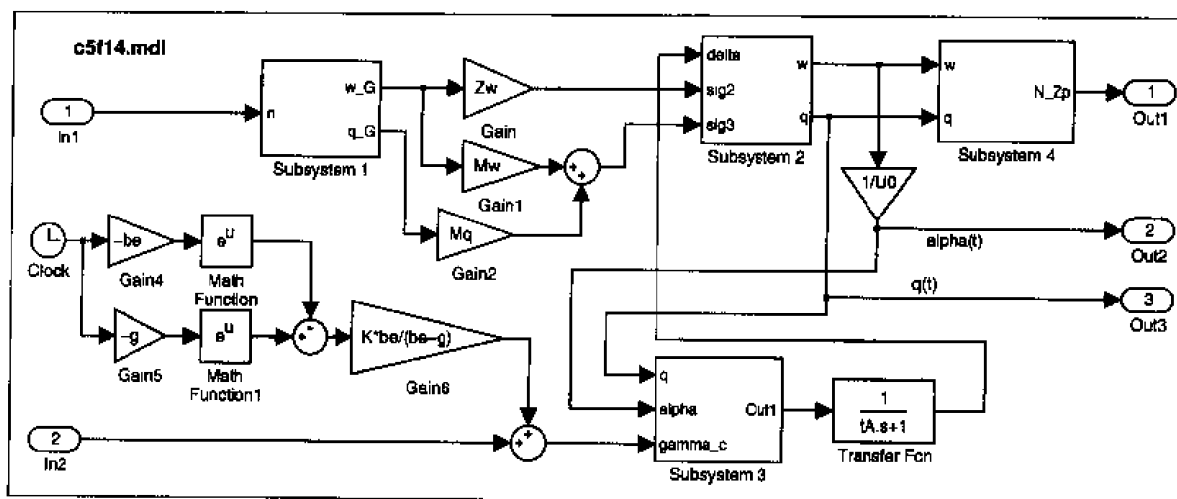 c5f14.mdl
1
In1
n
w_G
q_G
Subsystem 1
Zw
Gain
Mw
Gain1
Mq
Gain2
+
+
delta
sig2
sig3
w
q
Subsystem 2
w
q
N_Zp
Subsystem 4
1
Out1
1/U0
alpha(t)
2
Out2
q(t)
3
Out3
Clock
-be
Gain4
e^u
Math
Function
-g
Gain5
e^u
Math
Function1
+
-
K*be/(be-g)
Gain6
2
In2
+
+
q
alpha
gamma_c
Out1
Subsystem 3
1
tA.s+1
Transfer Fcn